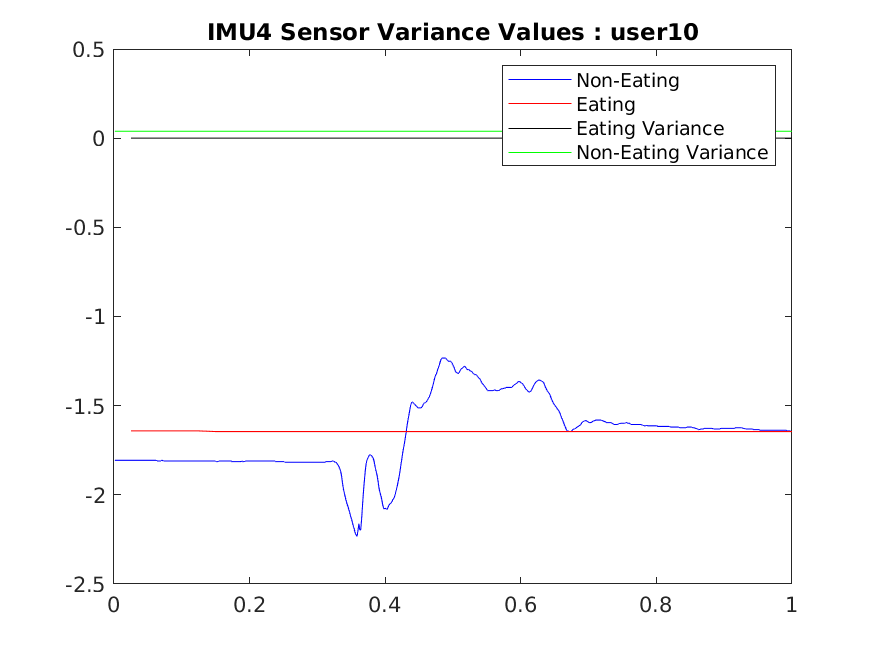 IMU4 Sensor Variance Values : user10
0.5
Non-Eating
Eating
Eating Variance
Non-Eating Variance
0
-0.5
-1
-1.5
-2
-2.5
0 0.2 0.4 0.6 0.8 1